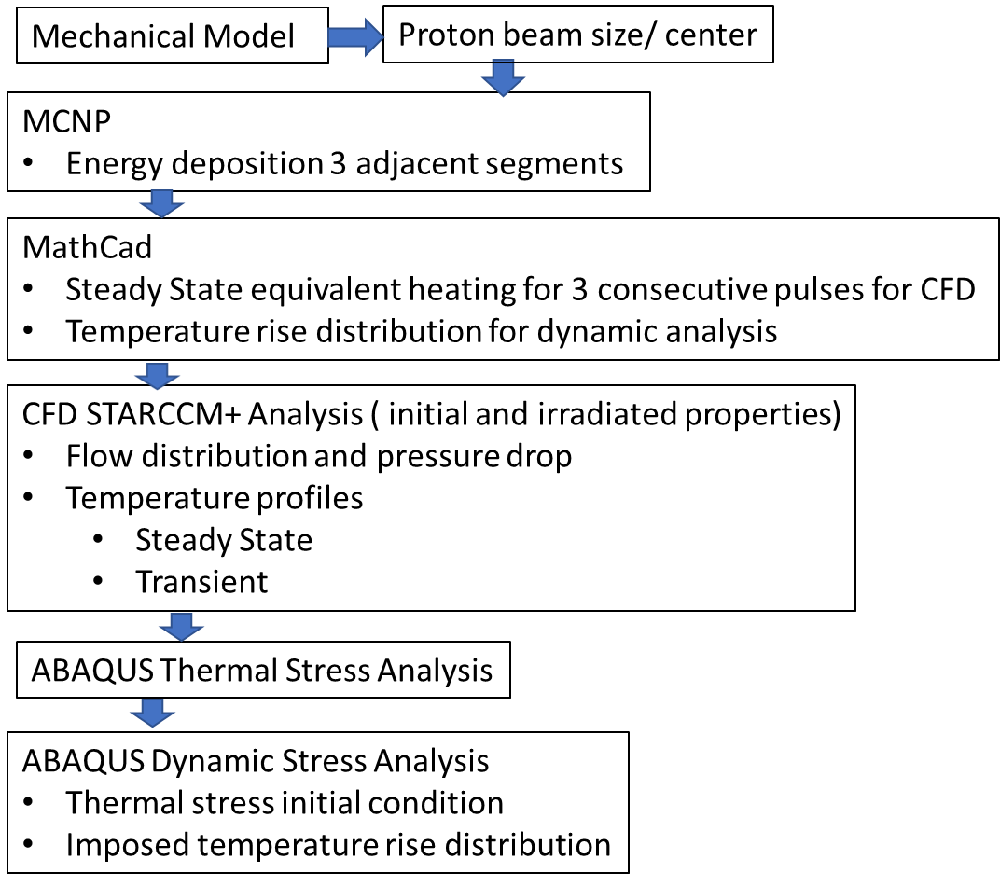 Mechanical Model
Proton beam size/ center
MCNP
• Energy deposition 3 adjacent segments
MathCad
• Steady State equivalent heating for 3 consecutive pulses for CFD
• Temperature rise distribution for dynamic analysis
CFD STARCCM+ Analysis ( initial and irradiated properties)
• Flow distribution and pressure drop
• Temperature profiles
• Steady State
• Transient
ABAQUS Thermal Stress Analysis
ABAQUS Dynamic Stress Analysis
• Thermal stress initial condition
• Imposed temperature rise distribution